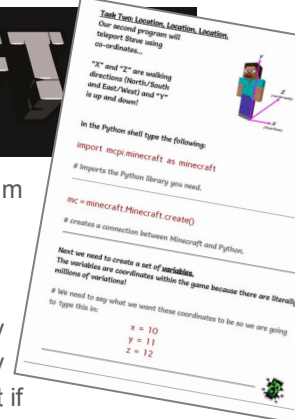 T
m
y
y
t if
Task Two: Location, Location, Location.
Our second program will
teleport Steve using
co-ordinates...
"X" and "Z" are walking
directions (North/South
and East/West) and "Y"
is up and down!
Y
Z
X
In the Python shell type the following:
import mcpi.minecraft as minecraft
# Imports the Python library you need.
mc = minecraft.Minecraft.create()
# creates a connection between Minecraft and Python.
Next we need to create a set of variables.
The variables are coordinates within the game because there are literally
millions of variations!
# We need to say what we want these coordinates to be so we are going
to type this in:
x = 10
y = 11
z = 12